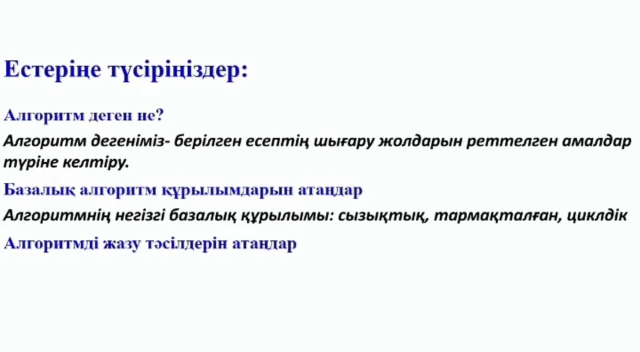 Естеріңе түсіріңіздер:
Алгоритм деген не?
Алгоритм дегеніміз- берілген есептің шығару жолдарын реттелген амалдар
түріне келтіру.
Базалық алгоритм құрылымдарын атаңдар
Алгоритмнің негізгі базалық құрылымы: сызықтық, тармақталған, циклдік
Алгоритмді жазу тәсілдерін атаңдар